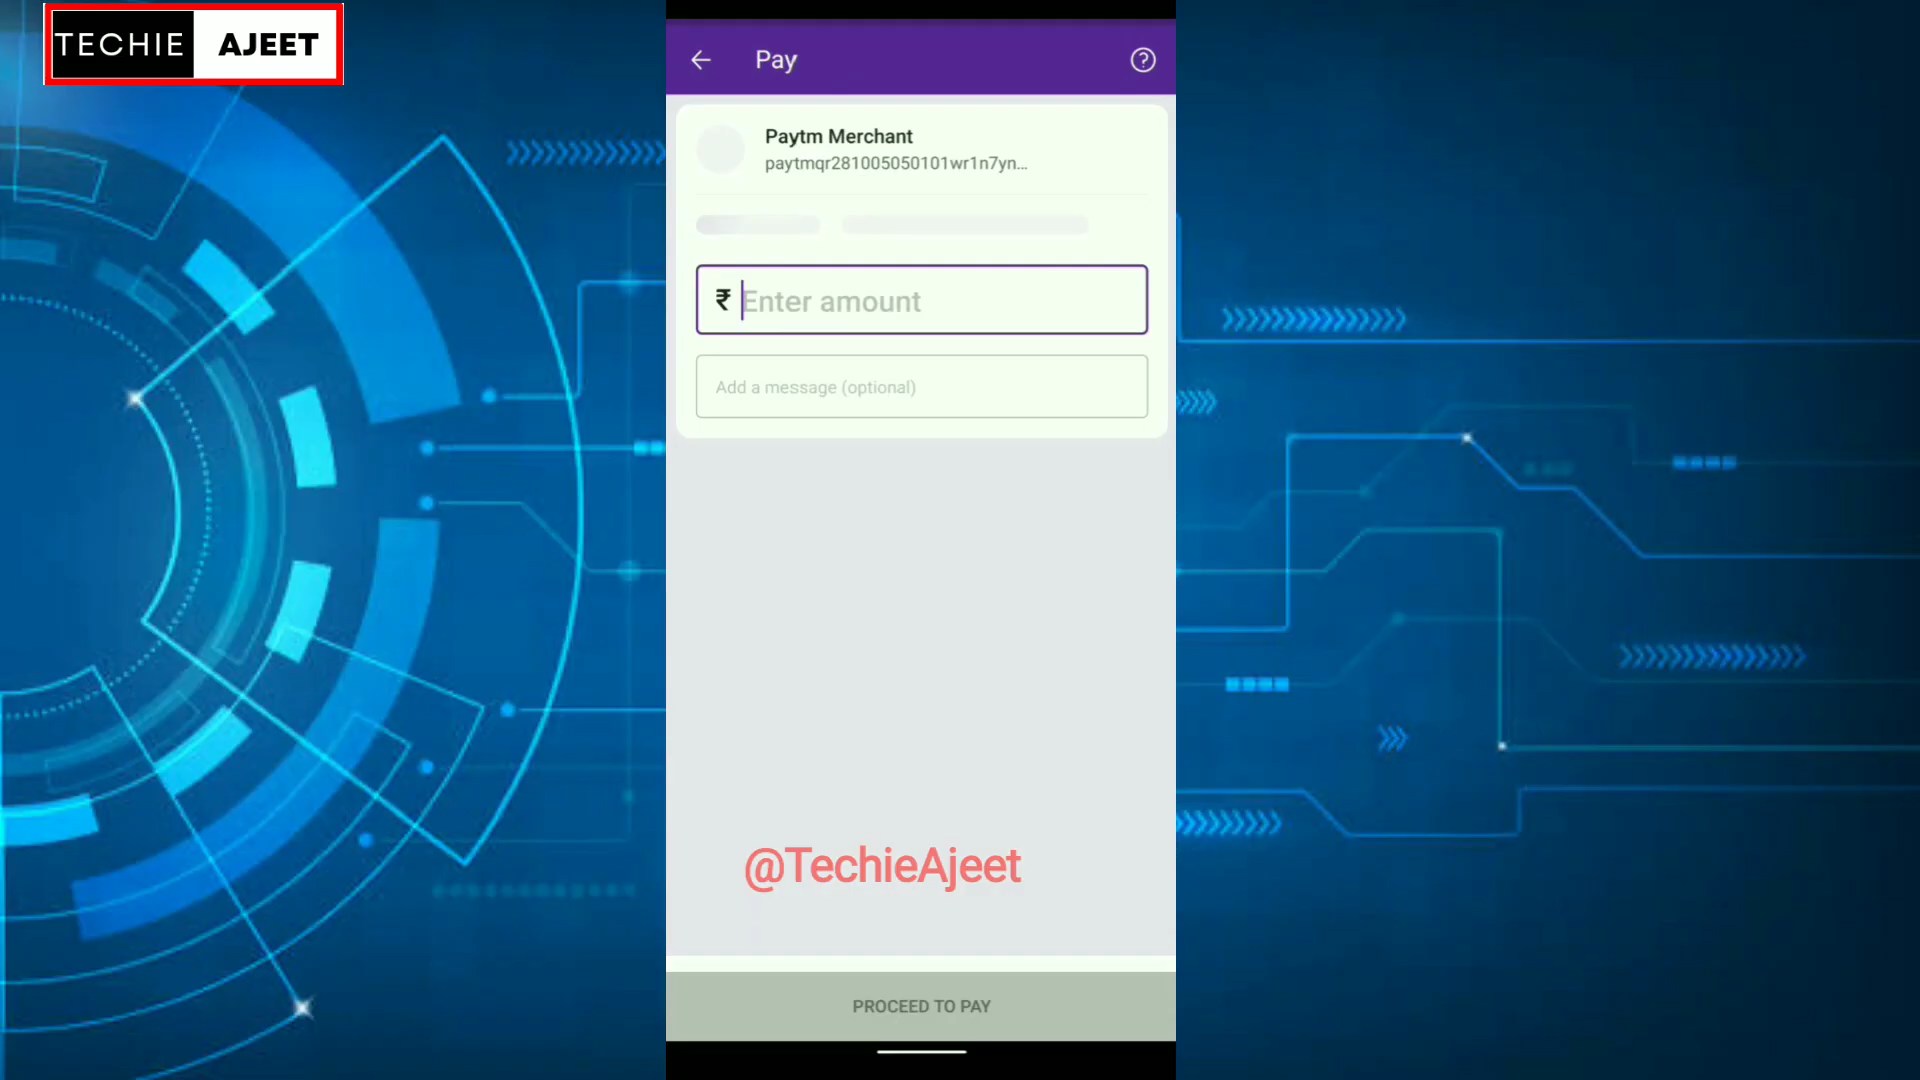 TECHIE AJEET
Pay
Paytm Merchant
paytmqr281005050101wr1n7yn...
₹ Enter amount
Add a message (optional)
@TechieAjeet
PROCEED TO PAY